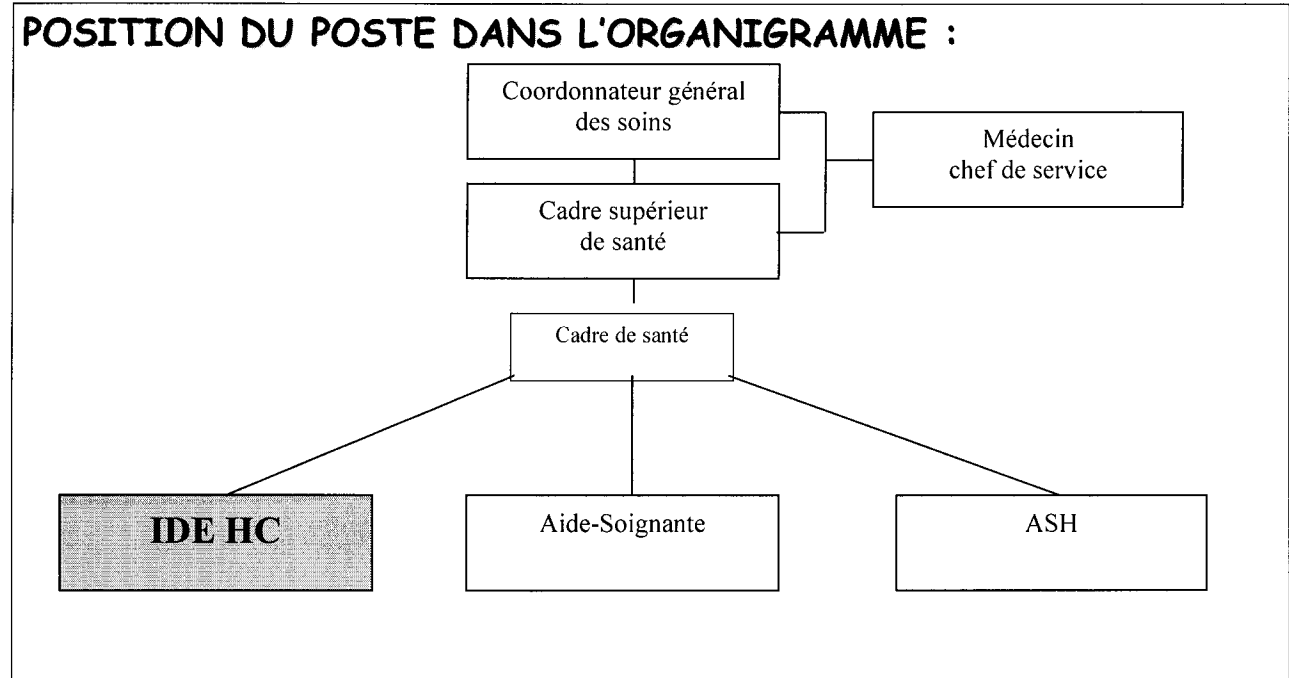 POSITION DU POSTE DANS L'ORGANIGRAMME :
Coordonnateur général
des soins
Médecin
chef de service
Cadre supérieur
de santé
Cadre de santé
IDE HC
Aide-Soignante
ASH